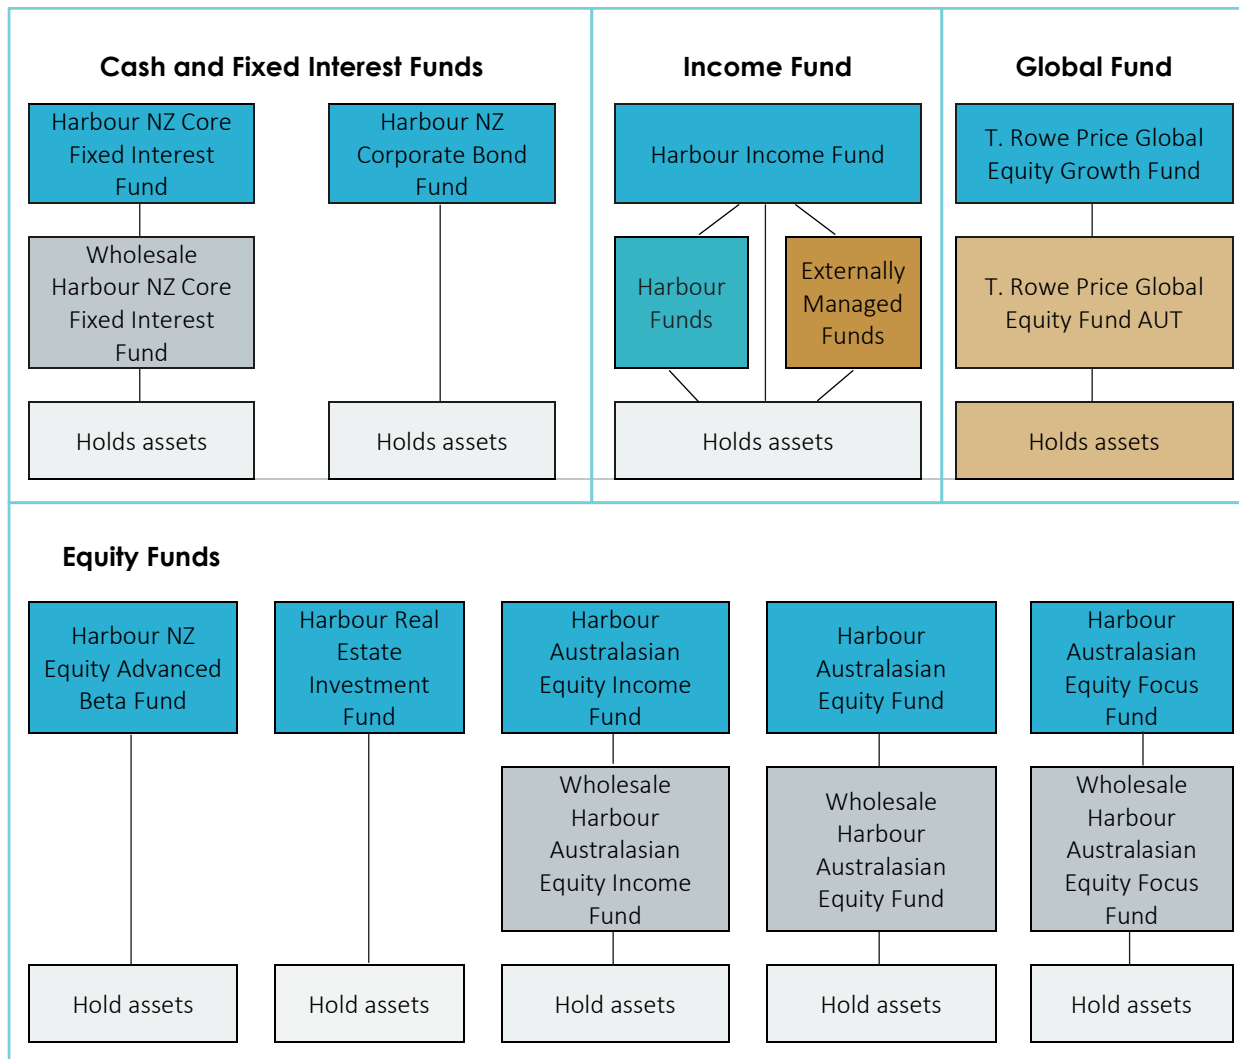 Cash and Fixed Interest Funds
Harbour NZ Core
Fixed Interest
Fund
Harbour NZ
Corporate Bond
Fund
Wholesale
Harbour NZ Core
Fixed Interest
Fund
Holds assets
Holds assets
Income Fund
Harbour Income Fund
Harbour
Funds
Externally
Managed
Funds
Holds assets
Global Fund
T. Rowe Price Global
Equity Growth Fund
T. Rowe Price Global
Equity Fund AUT
Holds assets
Equity Funds
Harbour NZ
Equity Advanced
Beta Fund
Hold assets
Harbour Real
Estate
Investment
Fund
Hold assets
Harbour
Australasian
Equity Income
Fund
Wholesale
Harbour
Australasian
Equity Income
Fund
Hold assets
Harbour
Australasian
Equity Fund
Wholesale
Harbour
Australasian
Equity Fund
Hold assets
Harbour
Australasian
Equity Focus
Fund
Wholesale
Harbour
Australasian
Equity Focus
Fund
Hold assets